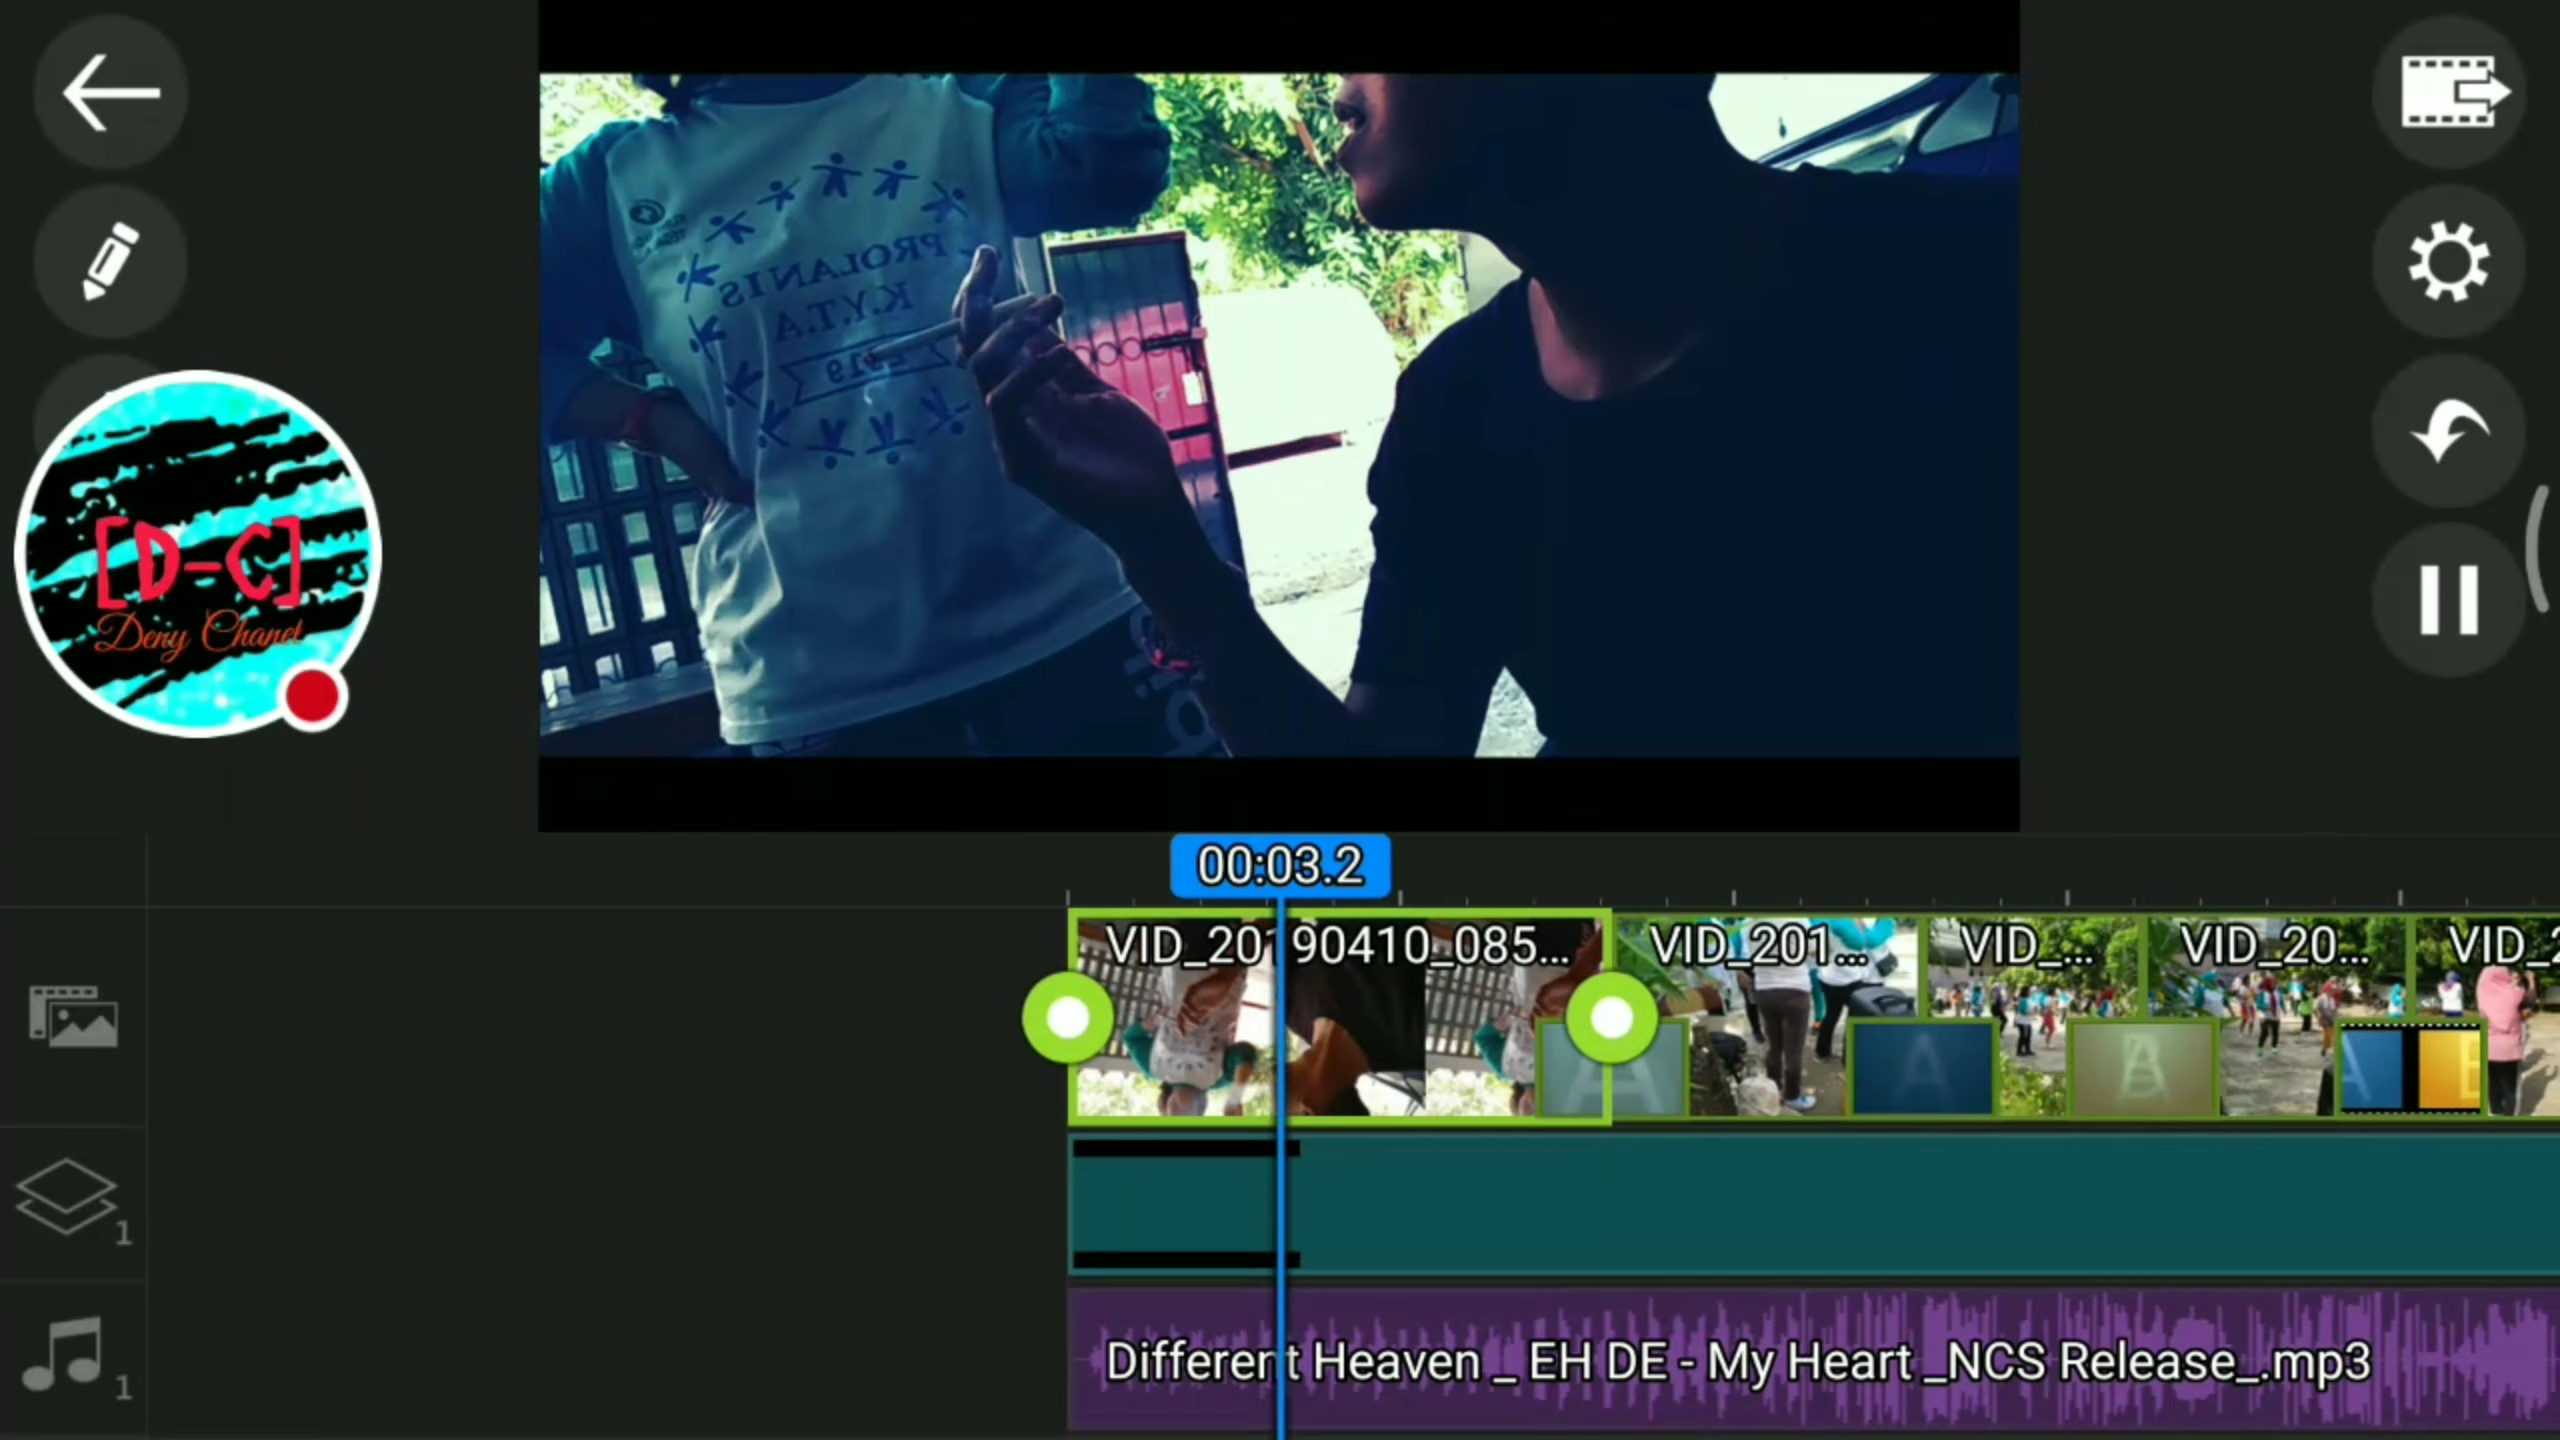 PROLANIS
K.Y.T.A
[D-C]
Deny Chanel
00:03.2
VID_20190410_085...
VID_201...
VID_...
VID_20...
VID_2
A
A
B
A
Different Heaven _ EH DE - My Heart _NCS Release_.mp3
1
1